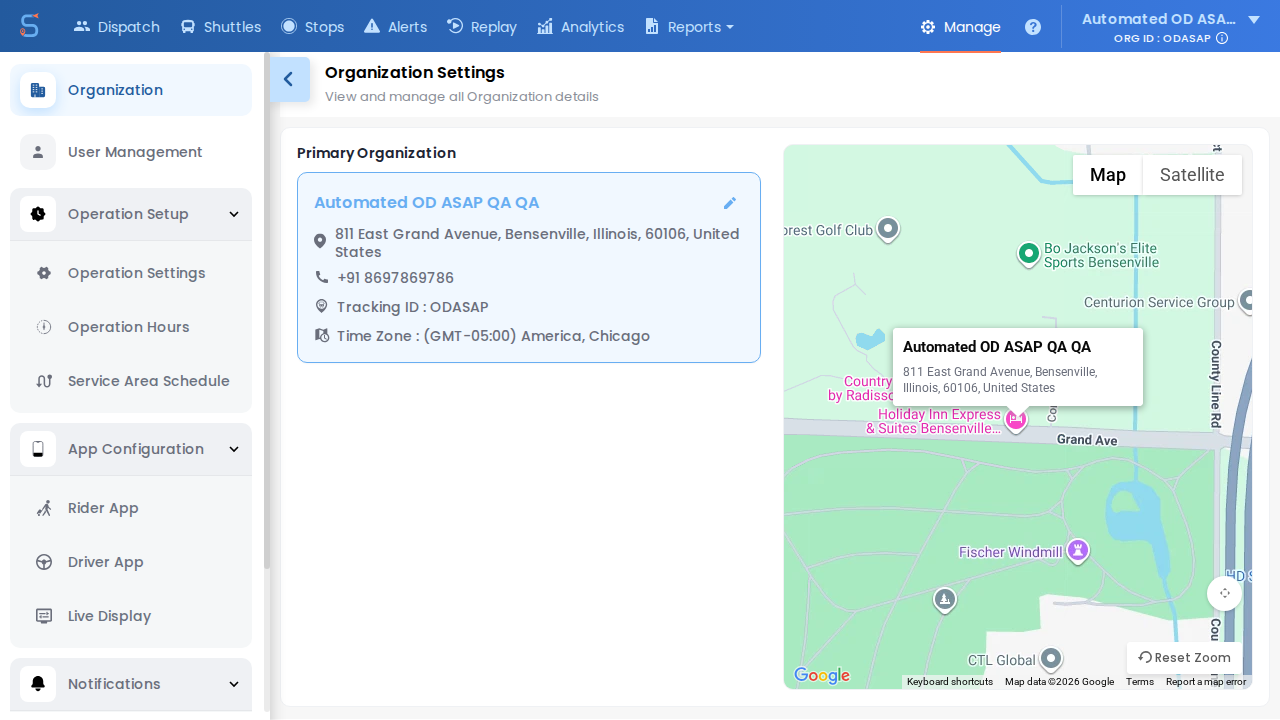 Dispatch
Shuttles
Stops
Alerts
Replay
Analytics
Reports
Manage
Automated OD ASA...
ORG ID : ODASAP
Organization
User Management
Operation Setup
Operation Settings
Operation Hours
Service Area Schedule
App Configuration
Rider App
Driver App
Live Display
Notifications
Organization Settings
View and manage all Organization details
Primary Organization
Automated OD ASAP QA QA
811 East Grand Avenue, Bensenville, Illinois, 60106, United
States
+91 8697869786
Tracking ID : ODASAP
Time Zone : (GMT-05:00) America, Chicago
Map
Satellite
orest Golf Club
Bo Jackson's Elite
Sports Bensenville
Centurion Service Group
Automated OD ASAP QA QA
811 East Grand Avenue, Bensenville,
Illinois, 60106, United States
County Line Rd
Country
by Radisso
Holiday Inn Express
& Suites Bensenville...
Co
Grand Ave
Fischer Windmill
HD S
Cou
CTL Global
Reset Zoom
Google
Keyboard shortcuts
Map data ©2026 Google
Terms
Report a map error